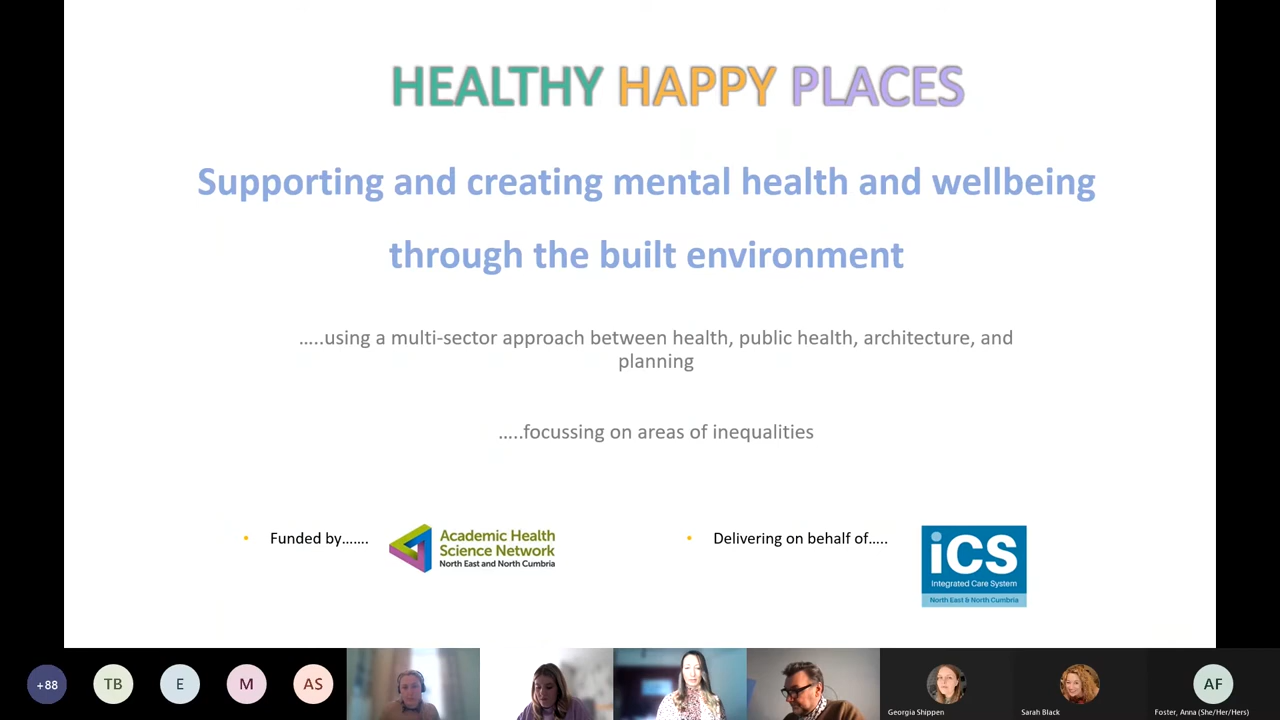 HEALTHY HAPPY PLACES
Supporting and creating mental health and wellbeing
through the built environment
…..using a multi-sector approach between health, public health, architecture, and
planning
…..focussing on areas of inequalities
• Funded by…….
Academic Health
Science Network
North East and North Cumbria
• Delivering on behalf of…..
iCS
Integrated Care System
North East & North Cumbria
+88
TB
E
M
AS
Georgia Shippen
Sarah Black
AF
Foster, Anna (She/Her/Hers)